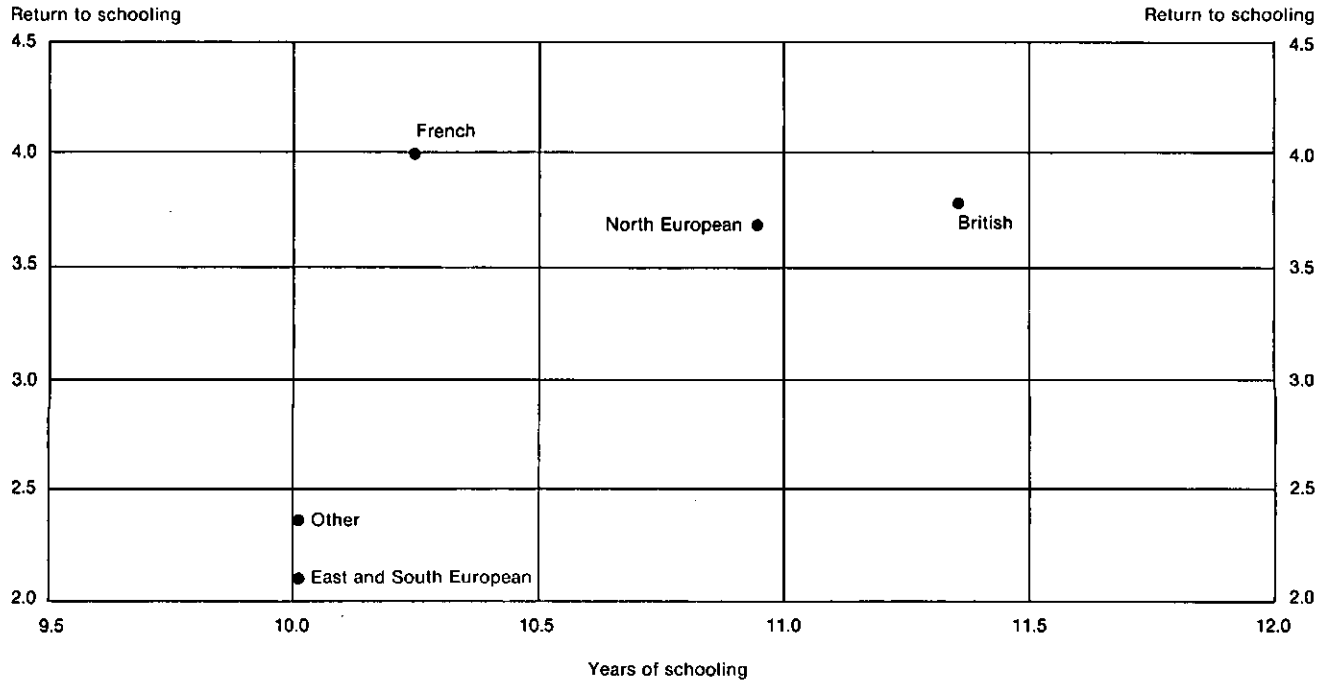 Return to schooling
Return to schooling
4.5
4.5
French
4.0
4.0
North European
British
3.5
3.5
3.0
3.0
2.5
2.5
Other
East and South European
2.0
2.0
9.5
10.0
10.5
11.0
11.5
12.0
Years of schooling